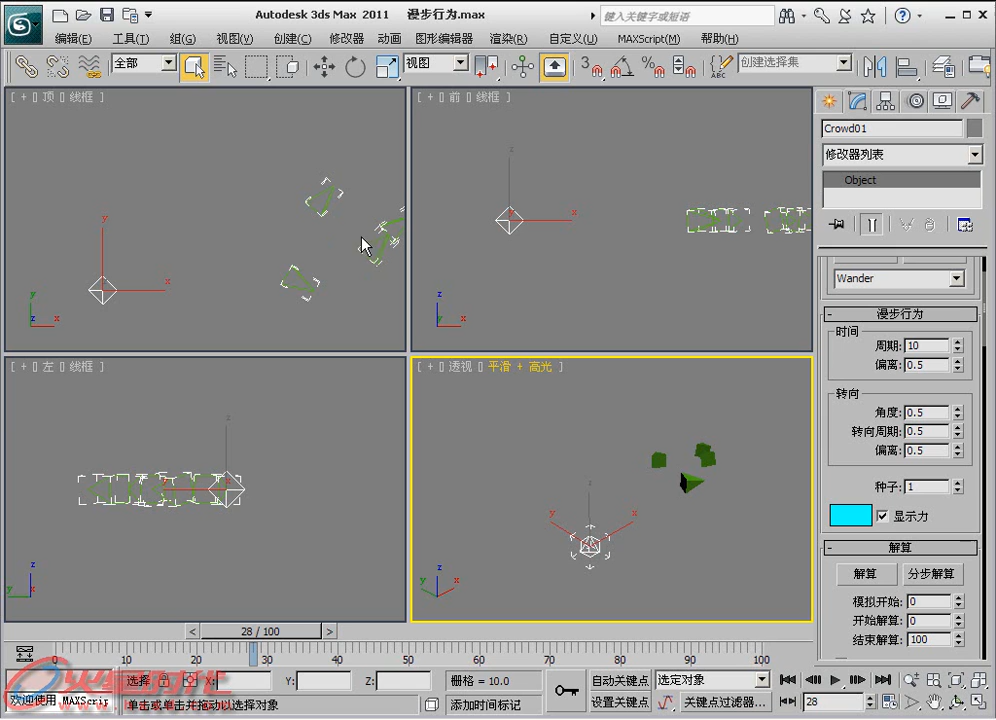 Autodesk 3ds Max 2011 漫步行为.max
键入关键字或短语
编辑(E) 工具(T) 组(G) 视图(V) 创建(C) 修改器 动画 图形编辑器 渲染(R) 自定义(U) MAXScript(M) 帮助(H)
全部 视图 3 % ABC 创建选择集
[ + [] 顶 [] 线框 ]
[ + [] 前 [] 线框 ]
[ + [] 左 [] 线框 ]
[ + [] 透视 [] 平滑 + 高光 ]
Crowd01
修改器列表
Object
Wander
- 漫步行为
时间
周期: 10
偏离: 0.5
转向
角度: 0.5
转向周期: 0.5
偏离: 0.5
种子: 1
显示力
- 解算
解算 分步解算
模拟开始: 0
开始解算: 0
结束解算: 100
< 28 / 100 >
0 10 20 30 40 50 60 70 80 90 100
火星时代
选择 X: Y: Z: 栅格 = 10.0 自动关键点 选定对象
欢迎使用 MAXScrip 单击或单击并拖动以选择对象 添加时间标记 设置关键点 关键点过滤器... 28